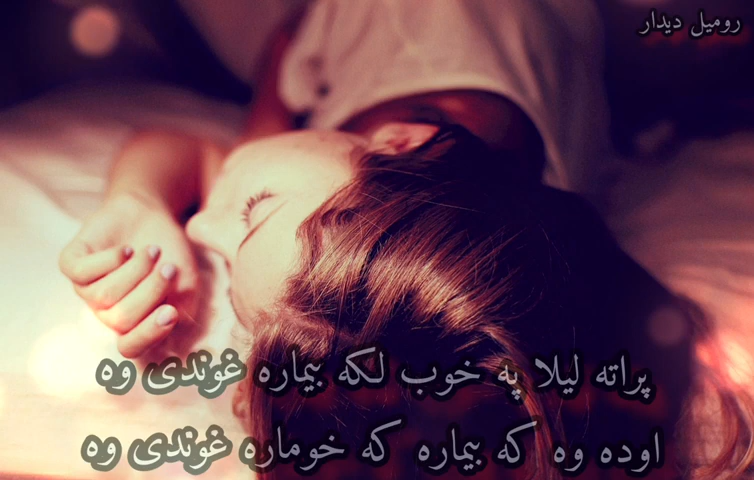 رومیل دیدار
پراته لیلا په خوب لکه بیماره غوندی وه
اوده وه که بیماره که خوماره غوندی وه